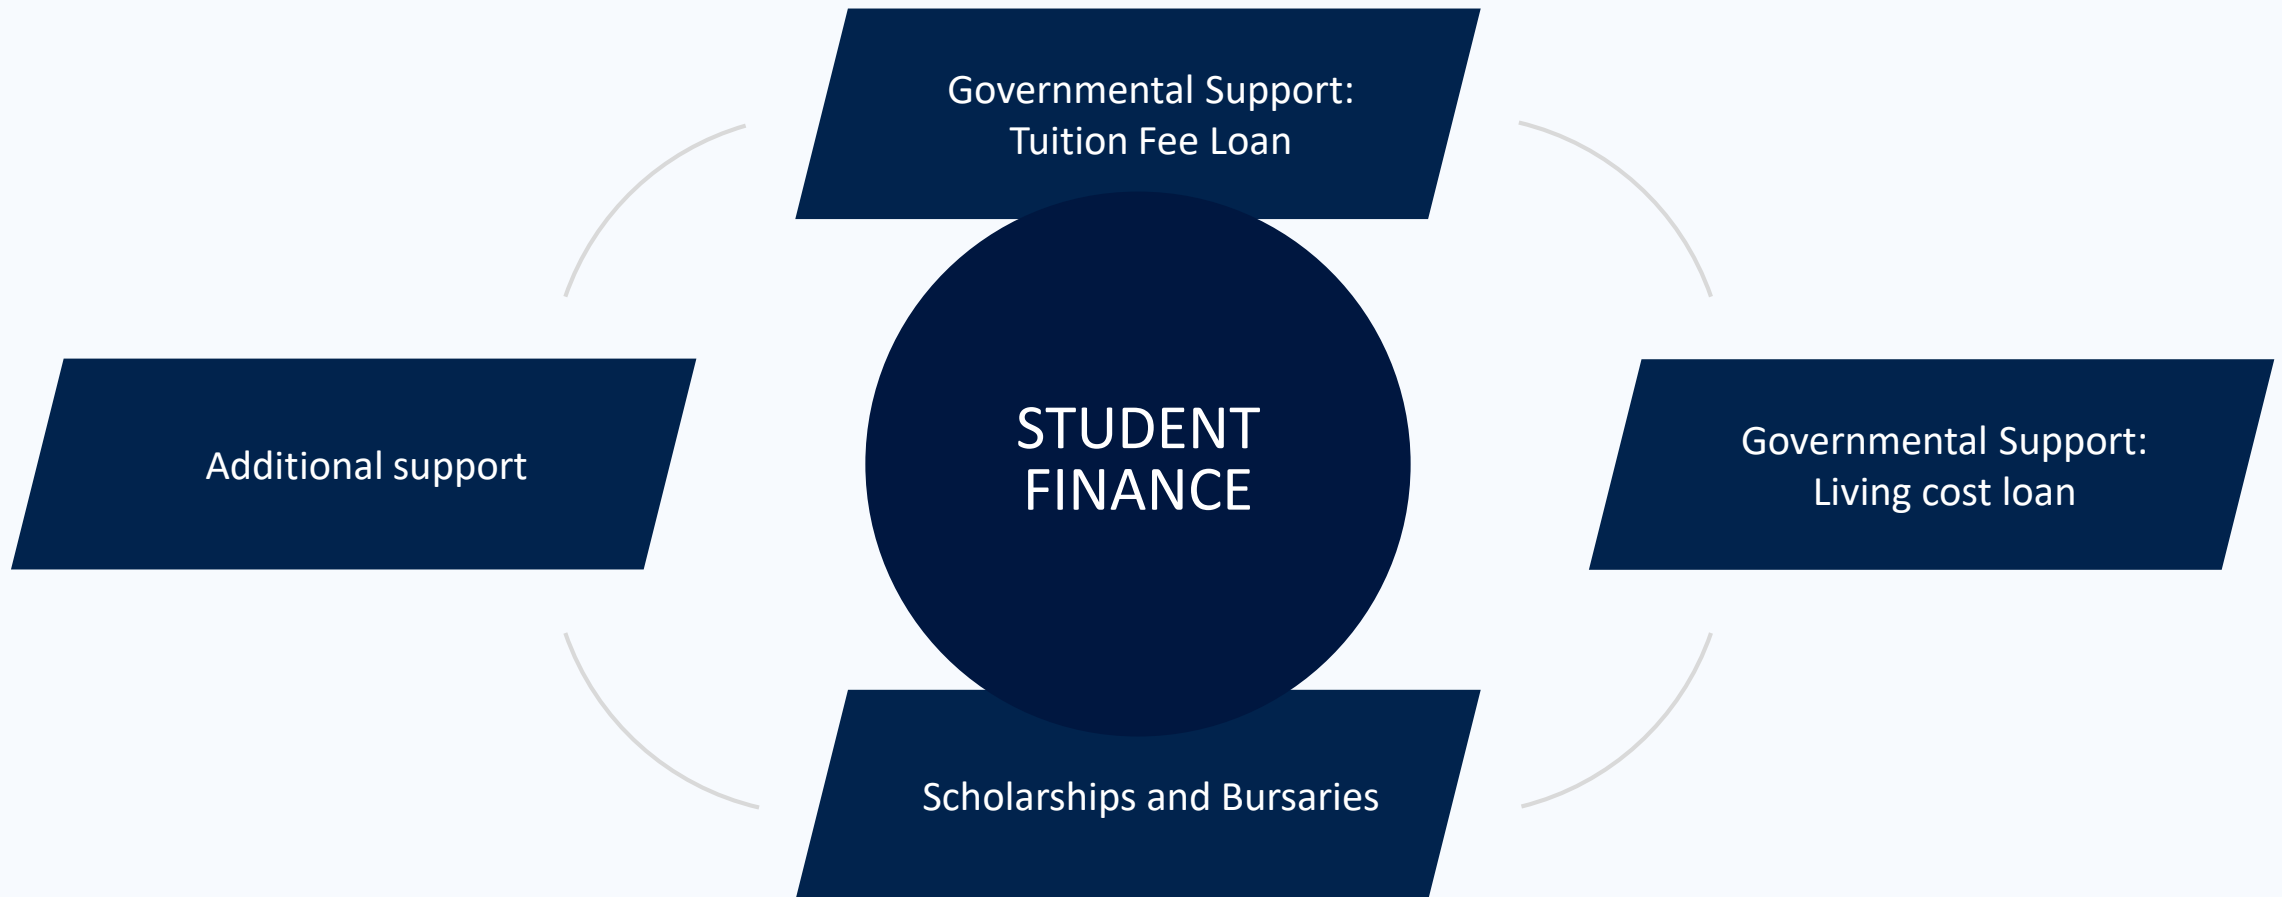 Governmental Support:
Tuition Fee Loan
STUDENT
FINANCE
Additional support
Governmental Support:
Living cost loan
Scholarships and Bursaries